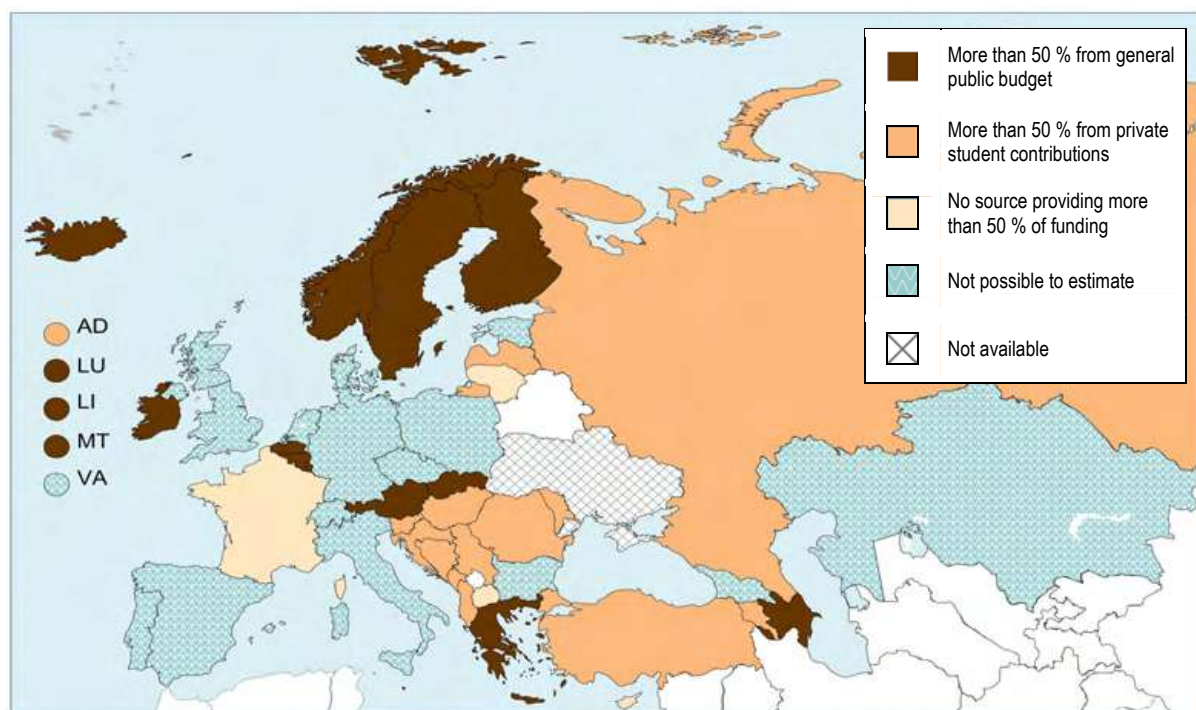 More than 50 % from general
public budget
More than 50 % from private
student contributions
No source providing more
than 50 % of funding
Not possible to estimate
Not available
AD
LU
LI
MT
VA